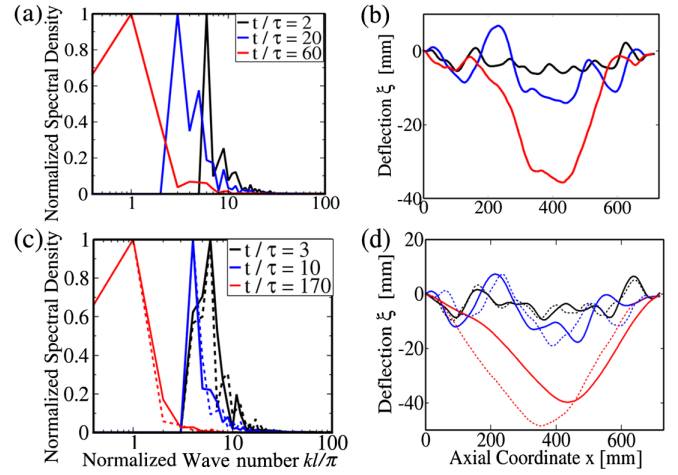 (a)
Normalized Spectral Density
1
0.8
0.6
0.4
0.2
0
1
10
100
t / τ = 2
t / τ = 20
t / τ = 60
(b)
Deflection ξ [mm]
0
-20
-40
0
200
400
600
(c)
Normalized Spectral Density
1
0.8
0.6
0.4
0.2
0
1
10
100
t / τ = 3
t / τ = 10
t / τ = 170
Normalized Wave number kl/π
(d)
Deflection ξ [mm]
20
0
-20
-40
0
200
400
600
Axial Coordinate x [mm]